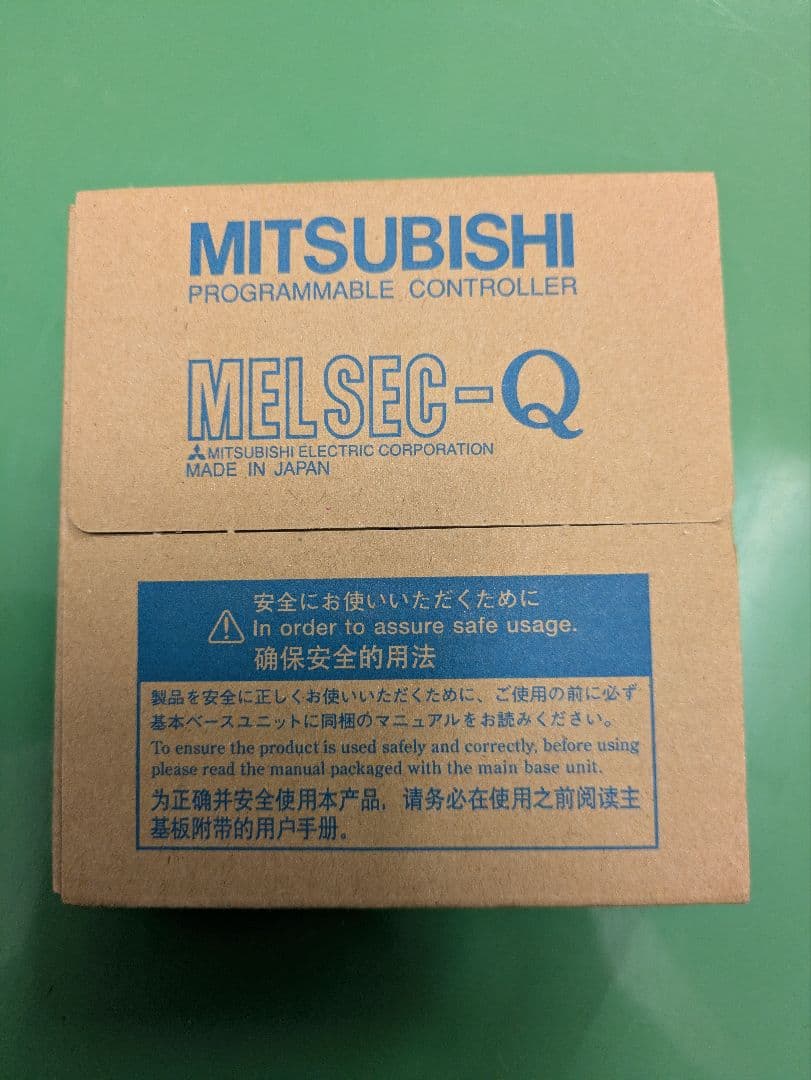 MITSUBISHI
PROGRAMMABLE CONTROLLER
MELSEC-Q
MITSUBISHI ELECTRIC CORPORATION
MADE IN JAPAN
安全にお使いいただくために
In order to assure safe usage.
确保安全的用法
製品を安全に正しくお使いいただくために、ご使用の前に必ず
基本ベースユニットに同梱のマニュアルをお読みください。
To ensure the product is used safely and correctly, before using
please read the manual packaged with the main base unit.
为正确并安全使用本产品，请务必在使用之前阅读主
基板附带的用户手册。